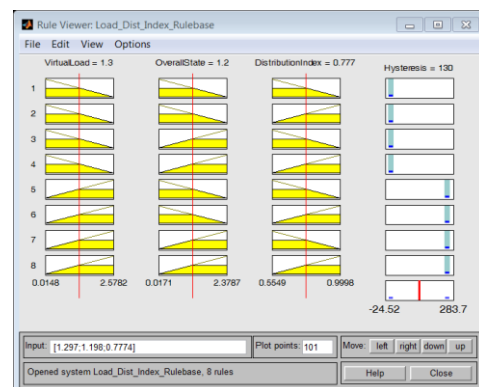 Rule Viewer: Load_Dist_Index_Rulebase
File Edit View Options
VirtualLoad = 1.3 OverallState = 1.2 DistributionIndex = 0.777 Hysteresis = 130
1
2
3
4
5
6
7
8
0.0148 2.5782 0.0171 2.3787 0.5549 0.9998
-24.52 283.7
Input: [1.297;1.198;0.7774] Plot points: 101 Move: left right down up
Opened system Load_Dist_Index_Rulebase, 8 rules Help Close